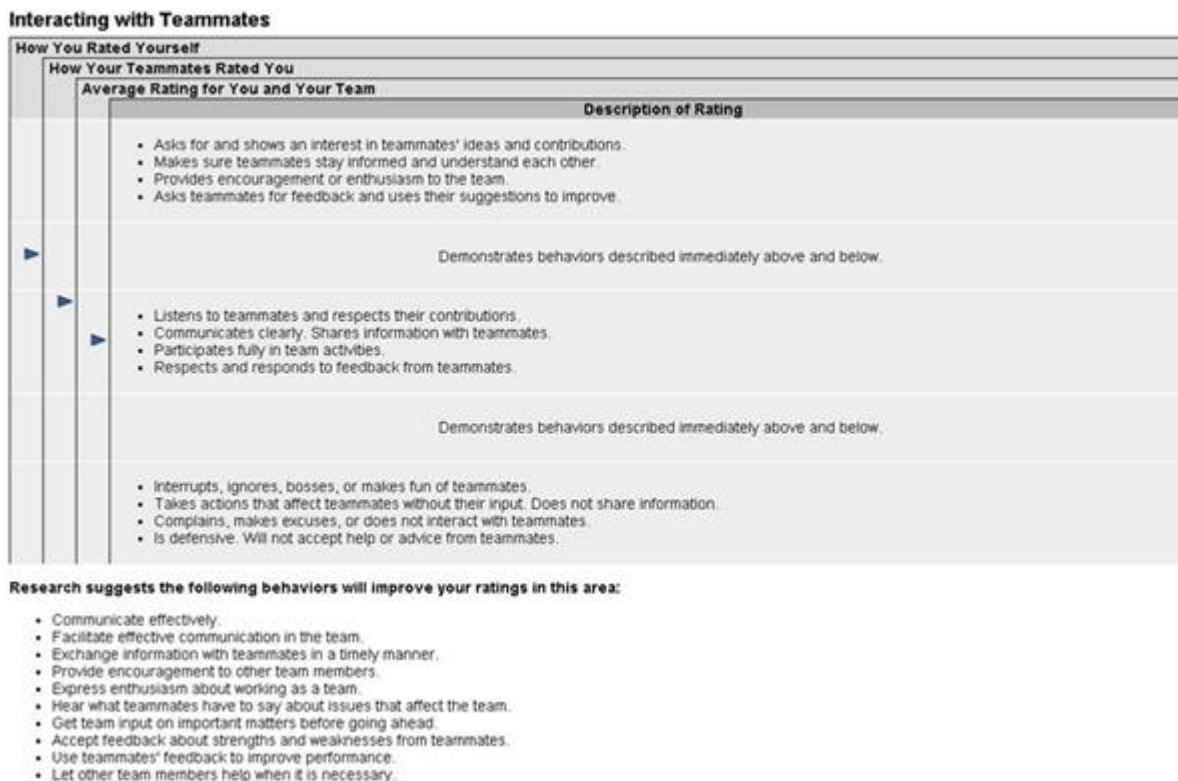 Interacting with Teammates
How You Rated Yourself
How Your Teammates Rated You
Average Rating for You and Your Team
Description of Rating
• Asks for and shows an interest in teammates' ideas and contributions.
• Makes sure teammates stay informed and understand each other.
• Provides encouragement or enthusiasm to the team.
• Asks teammates for feedback and uses their suggestions to improve.
Demonstrates behaviors described immediately above and below.
• Listens to teammates and respects their contributions.
• Communicates clearly. Shares information with teammates.
• Participates fully in team activities.
• Respects and responds to feedback from teammates.
Demonstrates behaviors described immediately above and below.
• Interrupts, ignores, bosses, or makes fun of teammates.
• Takes actions that affect teammates without their input. Does not share information.
• Complains, makes excuses, or does not interact with teammates.
• Is defensive. Will not accept help or advice from teammates.
Research suggests the following behaviors will improve your ratings in this area:
• Communicate effectively.
• Facilitate effective communication in the team.
• Exchange information with teammates in a timely manner.
• Provide encouragement to other team members.
• Express enthusiasm about working as a team.
• Hear what teammates have to say about issues that affect the team.
• Get team input on important matters before going ahead.
• Accept feedback about strengths and weaknesses from teammates.
• Use teammates' feedback to improve performance.
• Let other team members help when it is necessary.